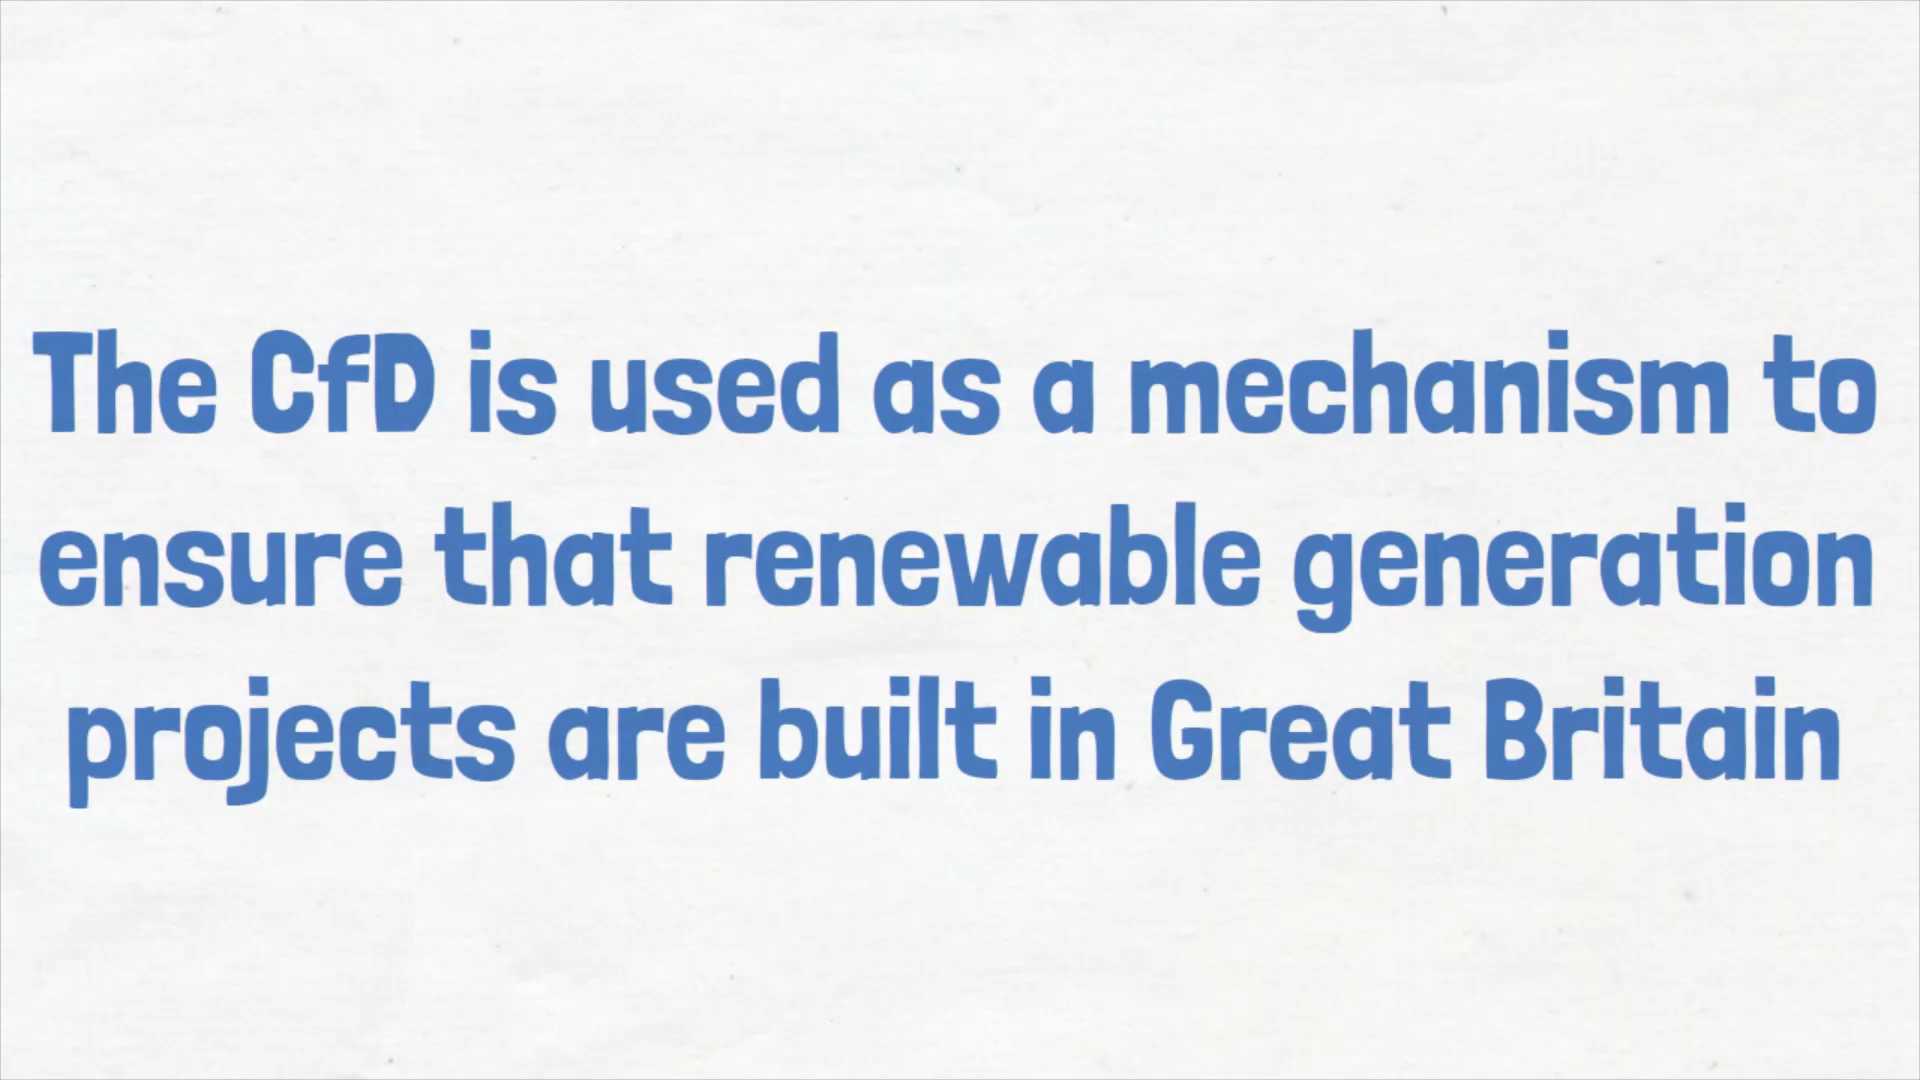 The CfD is used as a mechanism to
ensure that renewable generation
projects are built in Great Britain